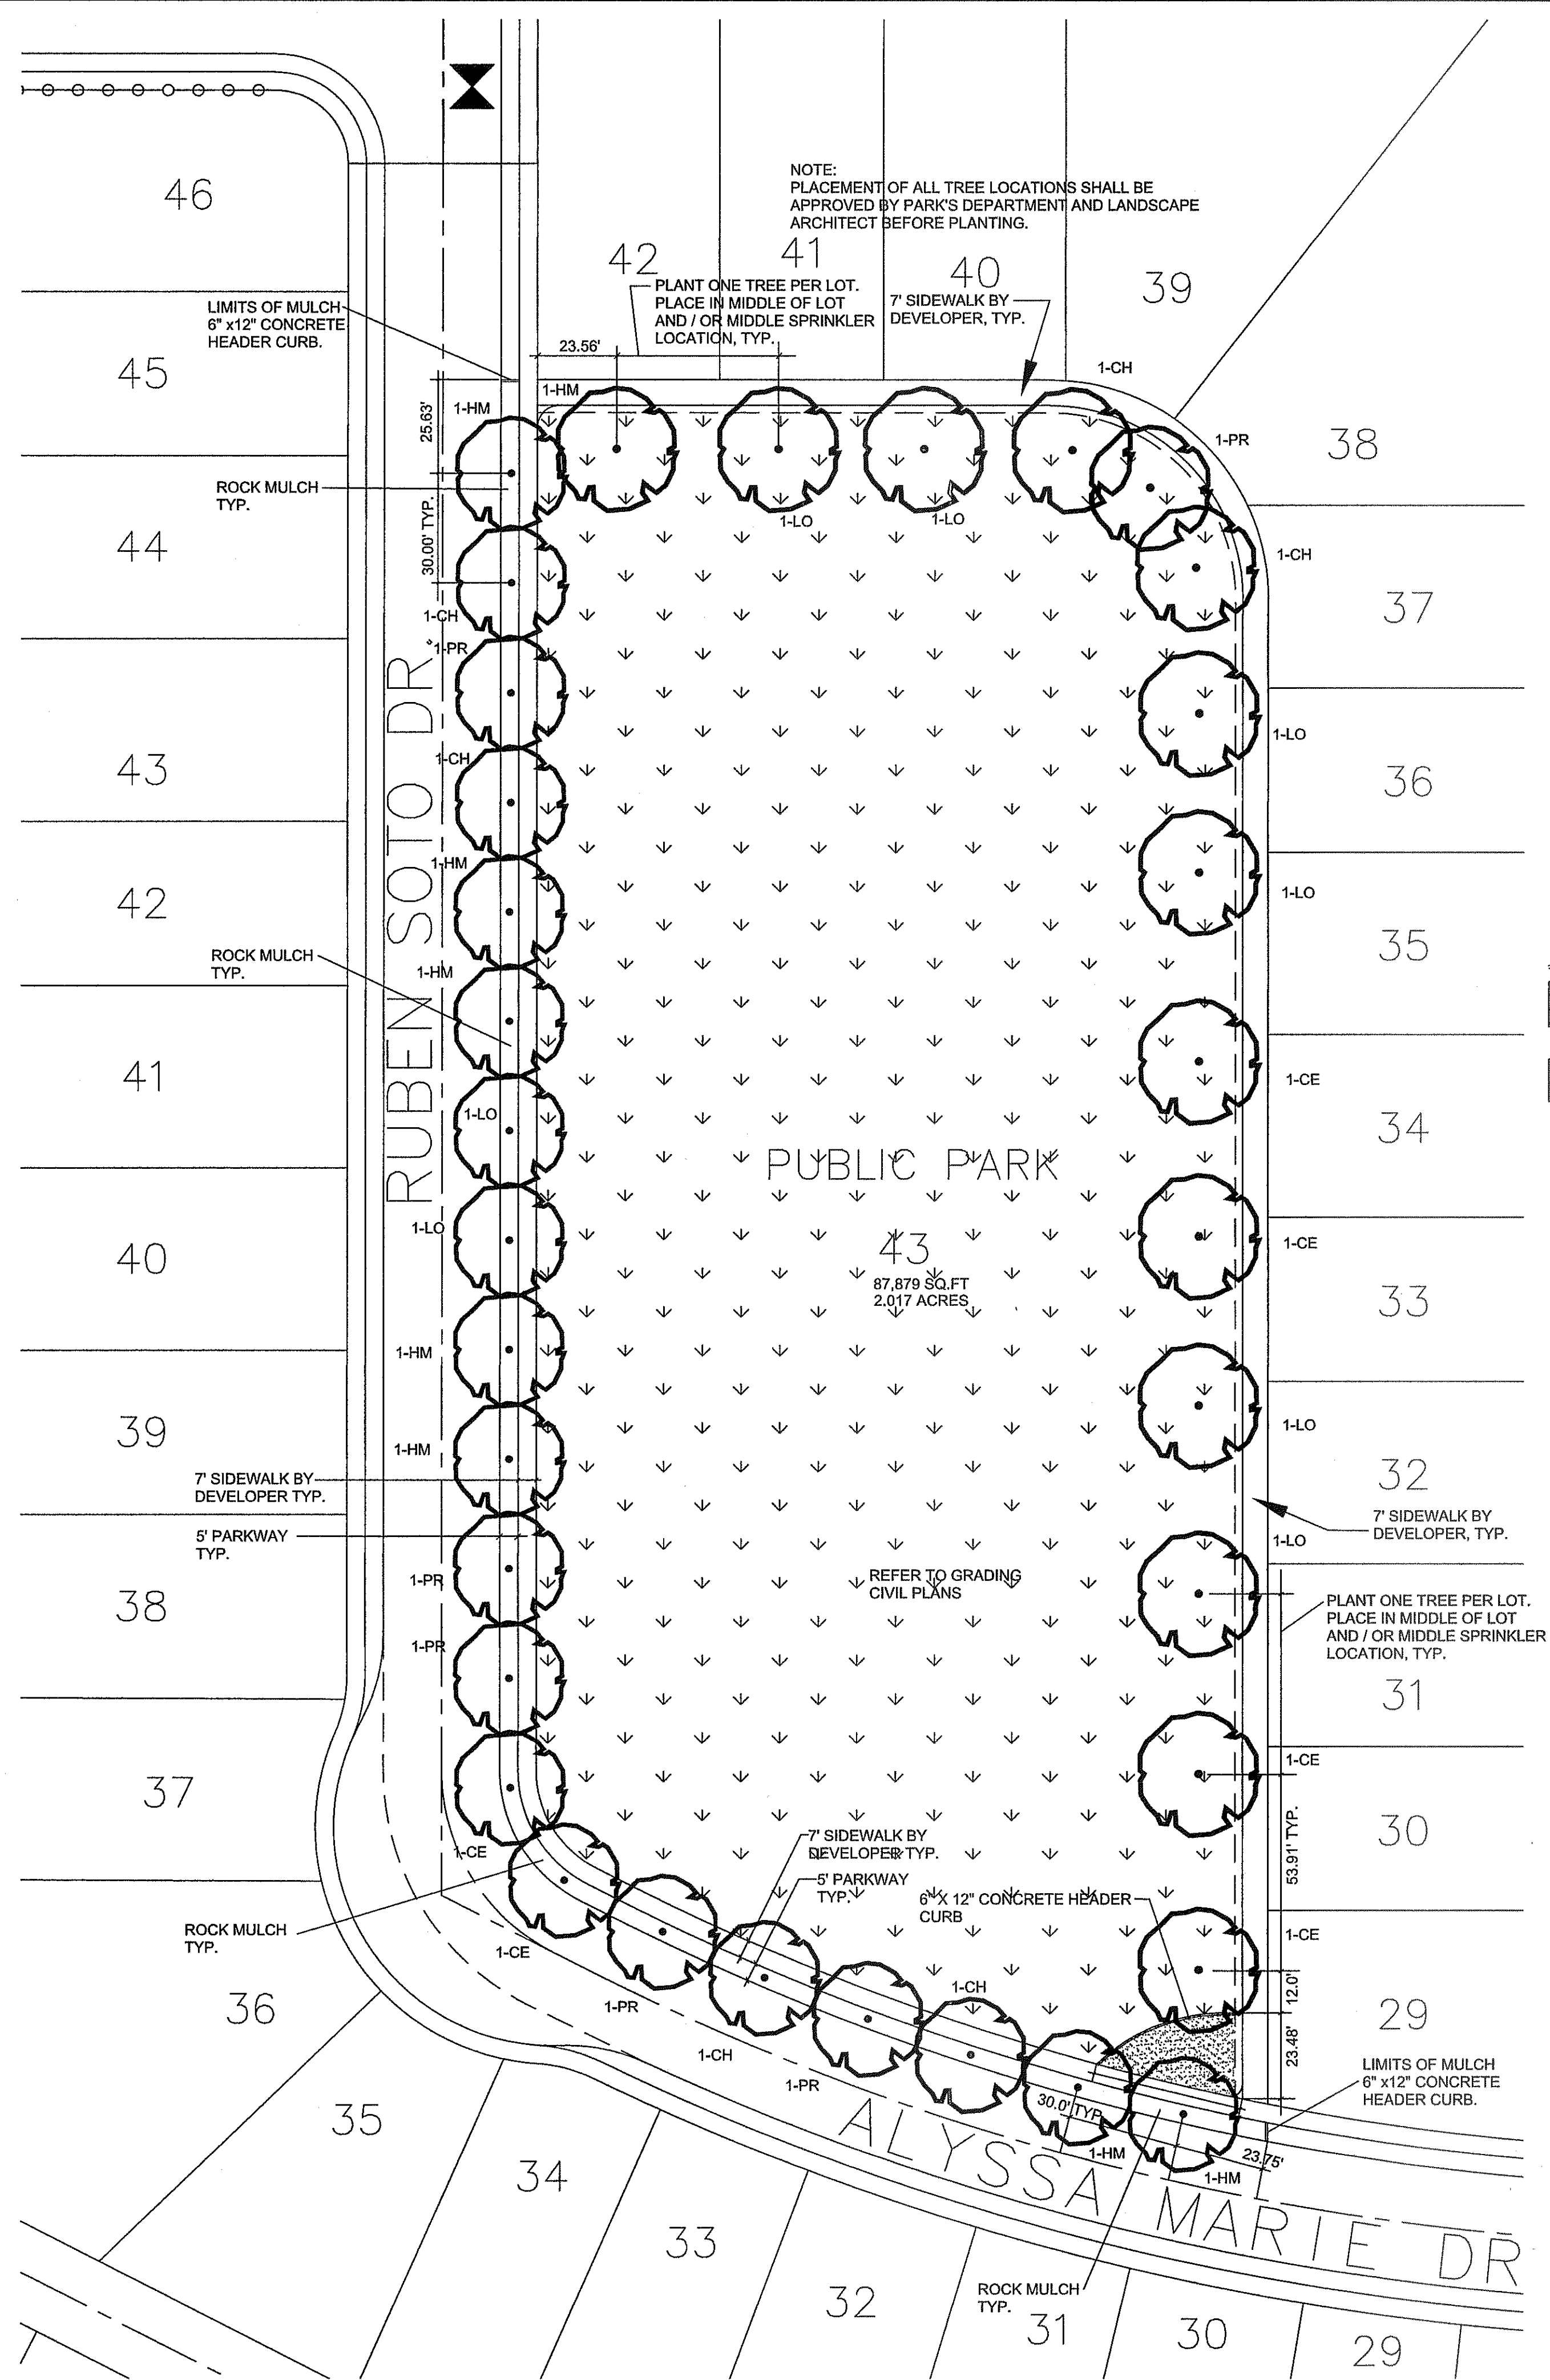 46
NOTE:
PLACEMENT OF ALL TREE LOCATIONS SHALL BE
APPROVED BY PARK'S DEPARTMENT AND LANDSCAPE
ARCHITECT BEFORE PLANTING.
42
41
40
39
PLANT ONE TREE PER LOT.
PLACE IN MIDDLE OF LOT
AND / OR MIDDLE SPRINKLER
LOCATION, TYP.
7' SIDEWALK BY
DEVELOPER, TYP.
LIMITS OF MULCH
6" x12" CONCRETE
HEADER CURB.
23.56'
45
1-CH
1-HM
1-HM
25.63'
1-PR
38
ROCK MULCH
TYP.
1-LO
1-LO
30.00' TYP.
44
1-CH
37
1-CH
1-PR
RUBEN SOTO DR.
1-LO
43
1-CH
36
1-HM
42
1-LO
35
ROCK MULCH
TYP.
1-HM
41
1-CE
1-LO
34
PUBLIC PARK
1-LO
40
43
1-CE
87,879 SQ.FT
2.017 ACRES
33
1-HM
39
1-HM
1-LO
32
7' SIDEWALK BY
DEVELOPER TYP.
7' SIDEWALK BY
DEVELOPER, TYP.
5' PARKWAY
TYP.
1-LO
1-PR
REFER TO GRADING
CIVIL PLANS
38
PLANT ONE TREE PER LOT.
PLACE IN MIDDLE OF LOT
AND / OR MIDDLE SPRINKLER
LOCATION, TYP.
1-PR
31
1-CE
37
30
53.91' TYP.
7' SIDEWALK BY
DEVELOPER TYP.
1-CE
5' PARKWAY
TYP.
6" X 12" CONCRETE HEADER
CURB
ROCK MULCH
TYP.
1-CE
1-CE
12.0'
36
1-PR
1-CH
29
23.48'
1-CH
1-PR
LIMITS OF MULCH
6" x12" CONCRETE
HEADER CURB.
30.0' TYP.
35
1-HM
23.75'
1-HM
ALYSSA MARIE DR
34
33
32
ROCK MULCH
TYP.
31
30
29